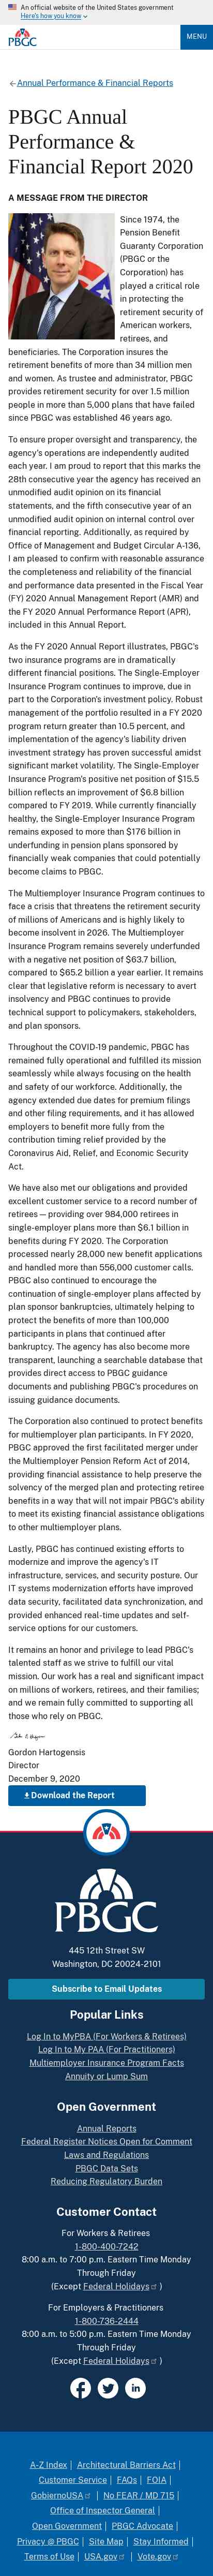 An official website of the United States government
Here's how you know
PBGC
MENU
Annual Performance & Financial Reports
PBGC Annual
Performance &
Financial Report 2020
A MESSAGE FROM THE DIRECTOR
Since 1974, the
Pension Benefit
Guaranty Corporation
(PBGC or the
Corporation) has
played a critical role
in protecting the
retirement security of
American workers,
retirees, and
beneficiaries. The Corporation insures the
retirement benefits of more than 34 million men
and women. As trustee and administrator, PBGC
provides retirement security for over 1.5 million
people in more than 5,000 plans that have failed
since PBGC was established 46 years ago.
To ensure proper oversight and transparency, the
agency's operations are independently audited
each year. I am proud to report that this marks the
28th consecutive year the agency has achieved
an unmodified audit opinion on its financial
statements, and the fifth consecutive year of an
unmodified audit opinion on internal control over
financial reporting. Additionally, as required by
Office of Management and Budget Circular A-136,
I am pleased to confirm with reasonable assurance
the completeness and reliability of the financial
and performance data presented in the Fiscal Year
(FY) 2020 Annual Management Report (AMR) and
the FY 2020 Annual Performance Report (APR),
included in this Annual Report.
As the FY 2020 Annual Report illustrates, PBGC's
two insurance programs are in dramatically
different financial positions. The Single-Employer
Insurance Program continues to improve in part
due to the Corporation's investment policy. Robust
management of the portfolio resulted in a FY 2020
program investment return of 10.5 percent. Our
investment strategy has proven successful amidst
significant market volatility. The Single-Employer
Insurance Program's positive net position of $15.5
billion reflects an improvement of $6.8 billion
compared to FY 2019. While currently financially
healthy, the Single-Employer Insurance Program
remains exposed to more than $176 billion in
underfunding in pension plans sponsored by
financially weak companies that could potentially
become claims to PBGC.
The Multiemployer Insurance Program continues to
face a crisis that threatens the retirement security
of millions of Americans and is highly likely to
become insolvent in 2026. The Multiemployer
Insurance Program remains severely underfunded
with a negative net position of $63.7 billion,
compared to $65.2 billion a year earlier. It remains
clear that legislative reform is necessary to avoid
insolvency and PBGC continues to provide
technical support to policymakers, stakeholders,
and plan sponsors.
Throughout the COVID-19 pandemic, PBGC has
remained fully operational and fulfilled its mission
seamlessly while always keeping in mind the
health and safety of our workforce. Additionally,
the agency extended due dates for premium filings
and other filing requirements, and it has allowed
employers to benefit more fully from the
contribution filing relief provided by the
Coronavirus Aid, Relief, and Economic Security
Act.
We have also met our obligations and provided
excellent customer service to a record number of
retirees — providing over 984,000 retirees in
single-employer plans more than $6.1 billion in
benefits during FY 2020. The Corporation
processed nearly 28,000 new benefit applications
and handled more than 556,000 customer calls.
PBGC also continued to encourage the
continuation of single-employer plans affected by
plan sponsor bankruptcies, and helped to protect
the benefits of more than 100,000
participants and their families under these
circumstances. The agency has also become more
transparent, launching a searchable database that
provides direct access to PBGC guidance
documents and publishing PBGC's procedures on
issuing guidance documents.
The Corporation also continued to protect benefits
of multiemployer plan participants. In FY 2020,
PBGC approved our first facilitated merger under
the Multiemployer Pension Reform Act of 2014,
providing financial assistance to help preserve the
solvency of the merged plan while protecting the
benefits of participants in a critical and declining
plan in a way that will not impair PBGC's ability to
meet existing financial assistance obligations
to other multiemployer plans.
Lastly, PBGC has continued existing efforts to
modernize and improve the agency's IT
infrastructure, services, and security posture. Our
IT systems modernization efforts have improved
operational effectiveness through technology that
provides real-time payment updates and self-
service options to our customers.
It remains an honor and privilege to lead PBGC's
talented staff as we strive to fulfill our vital
mission. Our work has a real and significant impact
on millions of workers, retirees, and their families;
and we remain fully committed to supporting all
those who rely on PBGC.
Gordon Hartogensis
Director
December 9, 2020
Download the Report
PBGC
445 12th Street SW
Washington, DC 20024-2101
Subscribe to Email Updates
Popular Links
Log In to MyPBA (For Workers & Retirees)
Log In to My PAA (For Practitioners)
Multiemployer Insurance Program Facts
Annuity or Lump Sum
Open Government
Annual Reports
Federal Register Notices Open for Comment
Laws and Regulations
PBGC Data Sets
Reducing Regulatory Burden
Customer Contact
For Workers & Retirees
1-800-400-7242
8:00 a.m. to 7:00 p.m. Eastern Time Monday
Through Friday
(Except Federal Holidays )
For Employers & Practitioners
1-800-736-2444
8:00 a.m. to 5:00 p.m. Eastern Time Monday
Through Friday
(Except Federal Holidays )
in
A-Z Index | Architectural Barriers Act |
Customer Service | FAQs | FOIA |
GobiernoUSA | No FEAR / MD 715 |
Office of Inspector General |
Open Government | PBGC Advocate |
Privacy @ PBGC | Site Map | Stay Informed |
Terms of Use | USA.gov | Vote.gov